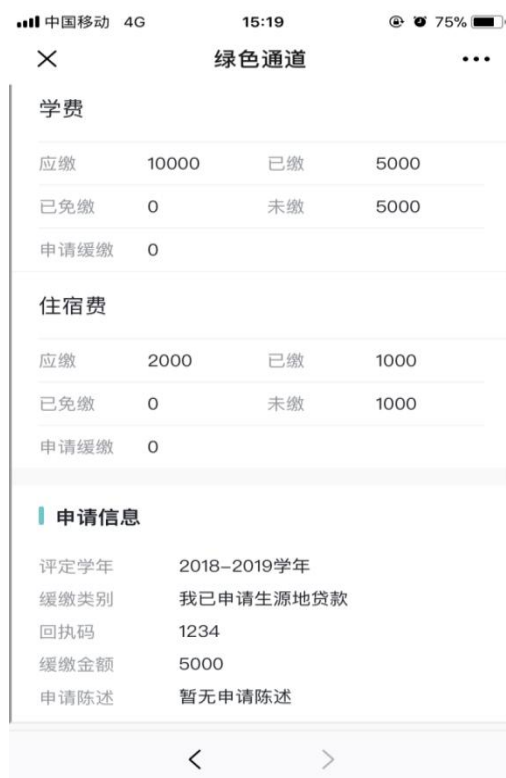 中国移动 4G 15:19 75%
绿色通道
学费
应缴 10000 已缴 5000
已免缴 0 未缴 5000
申请缓缴 0
住宿费
应缴 2000 已缴 1000
已免缴 0 未缴 1000
申请缓缴 0
申请信息
评定学年 2018-2019学年
缓缴类别 我已申请生源地贷款
回执码 1234
缓缴金额 5000
申请陈述 暂无申请陈述